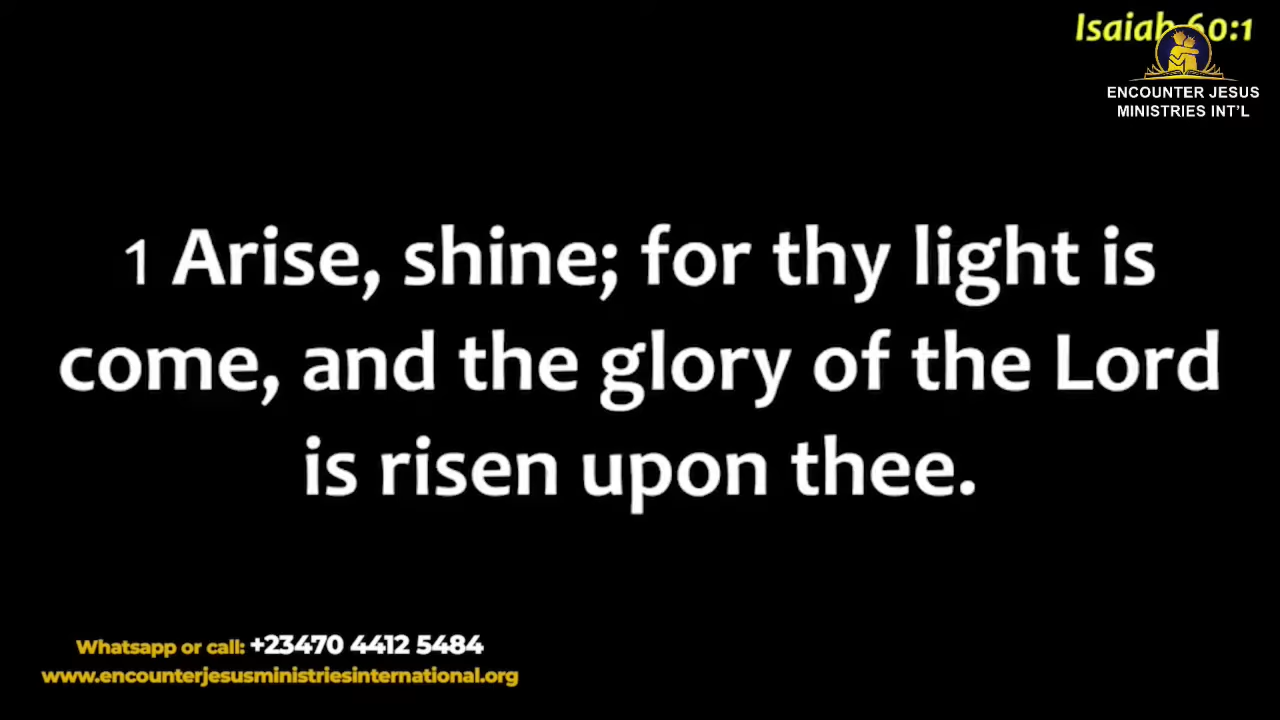 Isaiah 60:1
ENCOUNTER JESUS
MINISTRIES INT'L
1 Arise, shine; for thy light is
come, and the glory of the Lord
is risen upon thee.
Whatsapp or call: +23470 4412 5484
www.encounterjesusministriesinternational.org